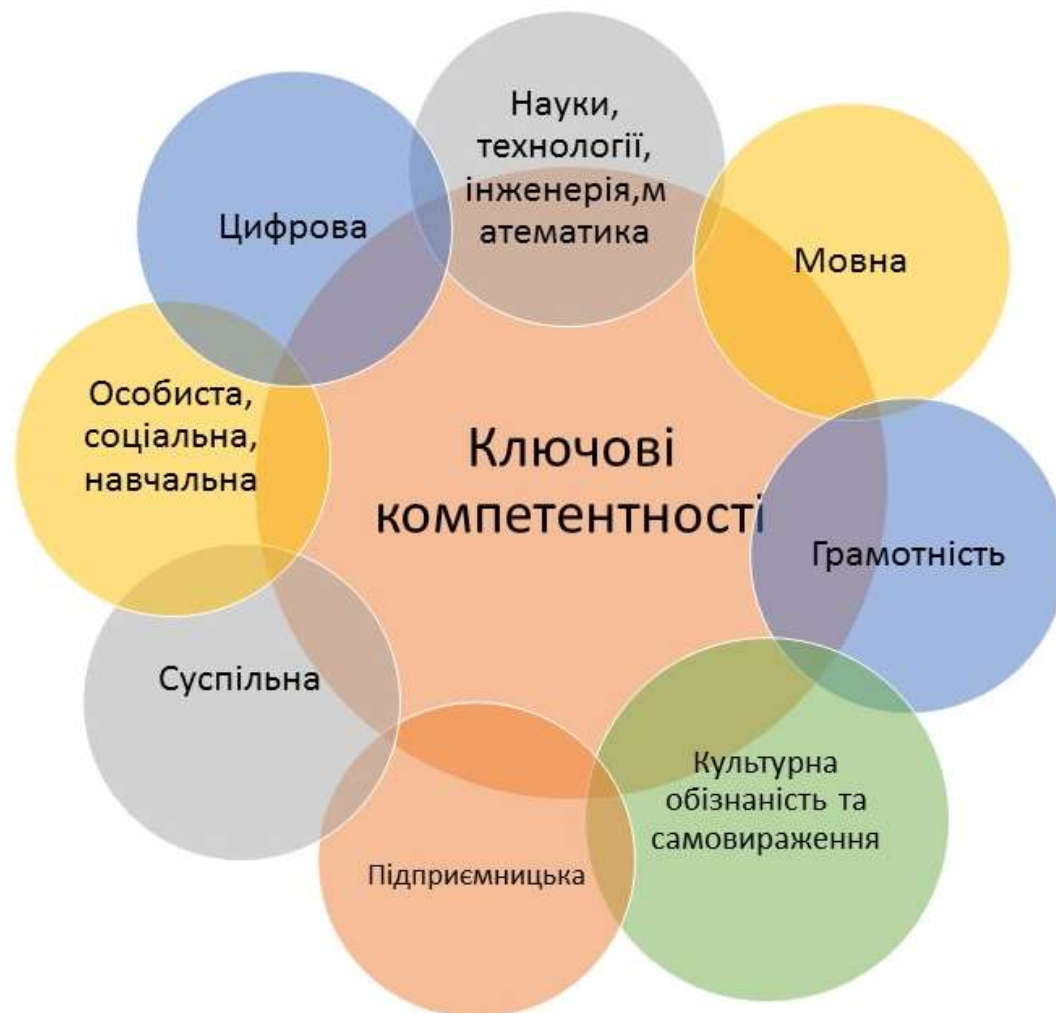 Науки,
технології,
інженерія,м
атематика
Мовна
Грамотність
Культурна
обізнаність та
самовираження
Підприємницька
Суспільна
Особиста,
соціальна,
навчальна
Цифрова
Ключові
компетентності